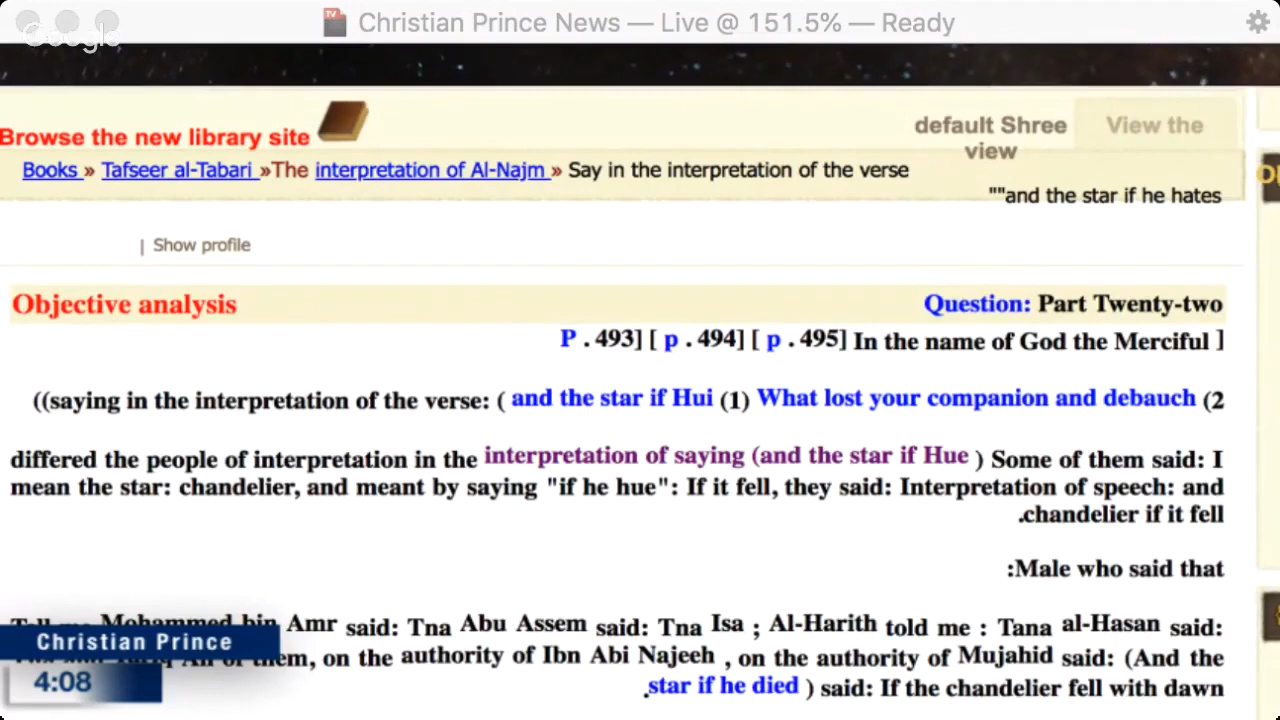 Christian Prince News — Live @ 151.5% — Ready
Google
Browse the new library site
default Shree view
View the
Books » Tafseer al-Tabari »The interpretation of Al-Najm » Say in the interpretation of the verse
""and the star if he hates
| Show profile
Objective analysis
Question: Part Twenty-two
P . 493] [ p . 494] [ p . 495] In the name of God the Merciful ]
((saying in the interpretation of the verse: ( and the star if Hui (1) What lost your companion and debauch (2
differed the people of interpretation in the interpretation of saying (and the star if Hue ) Some of them said: I
mean the star: chandelier, and meant by saying "if he hue": If it fell, they said: Interpretation of speech: and
.chandelier if it fell
:Male who said that
Mohammed bin Amr said: Tna Abu Assem said: Tna Isa ; Al-Harith told me : Tana al-Hasan said:
of them, on the authority of Ibn Abi Najeeh , on the authority of Mujahid said: (And the
.star if he died ) said: If the chandelier fell with dawn
Christian Prince
4:08